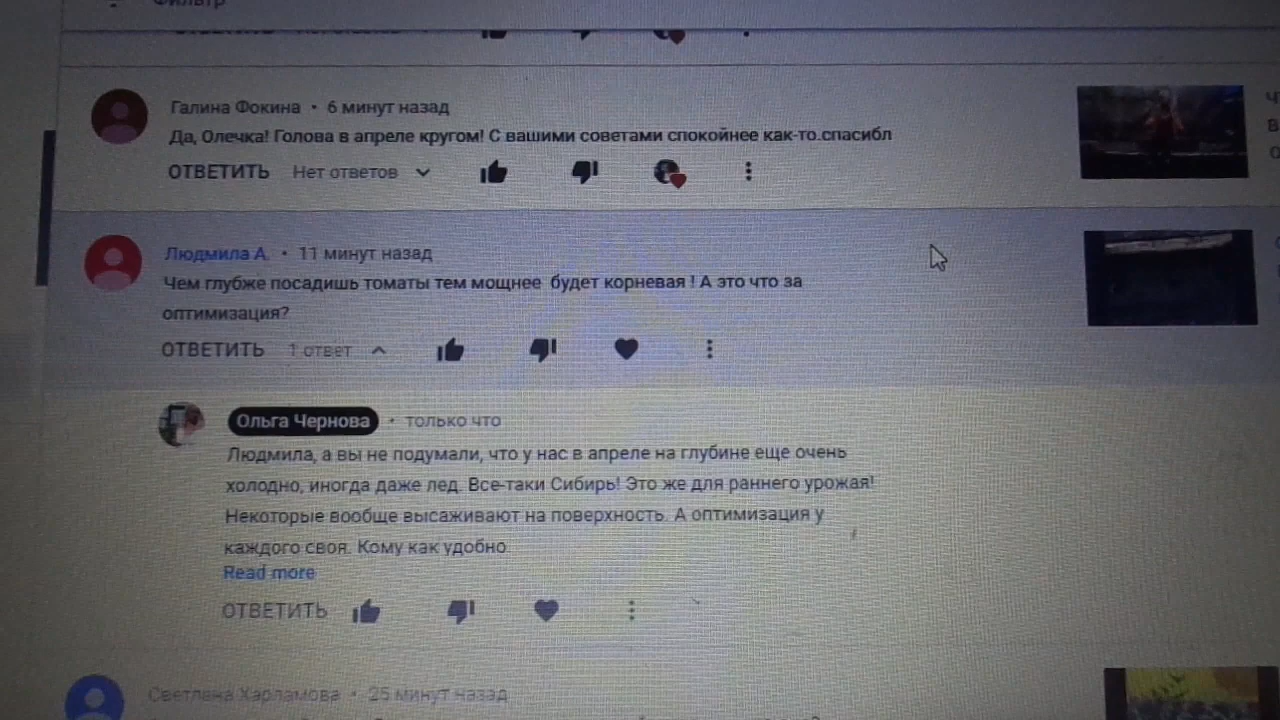 Фильтр
Галина Фокина • 6 минут назад
Да, Олечка! Голова в апреле кругом! С вашими советами спокойнее как-то.спасибл
ОТВЕТИТЬ Нет ответов
Людмила А. • 11 минут назад
Чем глубже посадишь томаты тем мощнее будет корневая ! А это что за
оптимизация?
ОТВЕТИТЬ 1 ответ
Ольга Чернова • только что
Людмила, а вы не подумали, что у нас в апреле на глубине еще очень
холодно, иногда даже лед. Все-таки Сибирь! Это же для раннего урожая!
Некоторые вообще высаживают на поверхность. А оптимизация у
каждого своя. Кому как удобно
Read more
ОТВЕТИТЬ
Светлана Харламова • 25 минут назад